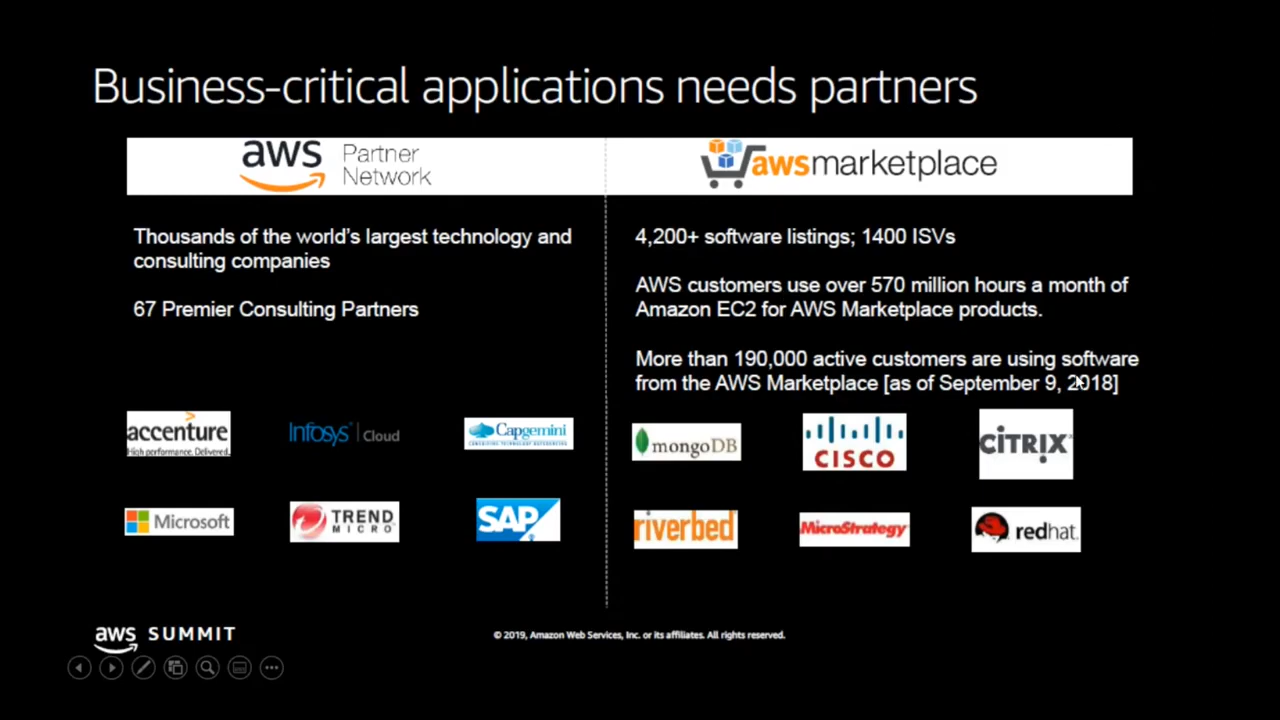 Business-critical applications needs partners
aws Partner Network
awsmarketplace
Thousands of the world's largest technology and
consulting companies
67 Premier Consulting Partners
4,200+ software listings; 1400 ISVs
AWS customers use over 570 million hours a month of
Amazon EC2 for AWS Marketplace products.
More than 190,000 active customers are using software
from the AWS Marketplace [as of September 9, 2018]
accenture
High performance. Delivered.
Infosys | Cloud
Capgemini
CONSULTING.TECHNOLOGY.OUTSOURCING
Microsoft
TREND MICRO
SAP
mongoDB
CISCO
CITRIX
riverbed
MicroStrategy
redhat.
aws SUMMIT
© 2019, Amazon Web Services, Inc. or its affiliates. All rights reserved.